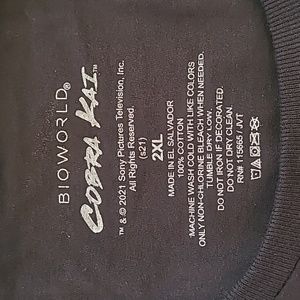 BIOWORLD®
COBRA KAI™
™ & © 2021 Sony Pictures Television, Inc.
All Rights Reserved.
(s21)
2XL
MADE IN EL SALVADOR
100% COTTON
MACHINE WASH COLD WITH LIKE COLORS
ONLY NON-CHLORINE BLEACH WHEN NEEDED.
TUMBLE DRY LOW.
DO NOT IRON IF DECORATED.
DO NOT DRY CLEAN.
RN# 115665 / JVT